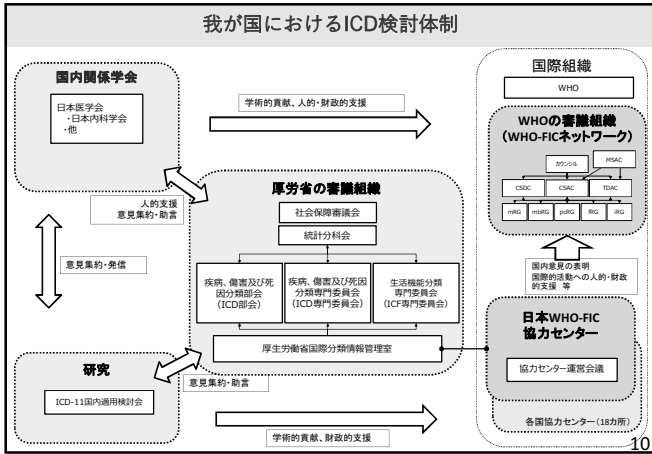 我が国におけるICD検討体制
国内関係学会
日本医学会
・日本内科学会
・他
学術的貢献、人的・財政的支援
国際組織
WHO
WHOの審議組織
(WHO-FICネットワーク)
カウンシル
MSAC
CSDC
CSAC
TDAC
mRG
mbRG
pcRG
fRG
iRG
人的支援
意見集約・助言
厚労省の審議組織
社会保障審議会
統計分科会
疾病、傷害及び死
因分類部会
(ICD部会)
疾病、傷害及び死因
分類専門委員会
(ICD専門委員会)
生活機能分類
専門委員会
(ICF専門委員会)
厚生労働省国際分類情報管理室
意見集約・発信
国内意見の表明
国際的活動への人的・財政
的支援 等
日本WHO-FIC
協力センター
協力センター運営会議
各国協力センター(18カ所)
研究
ICD-11国内適用検討会
意見集約・助言
学術的貢献、財政的支援
10